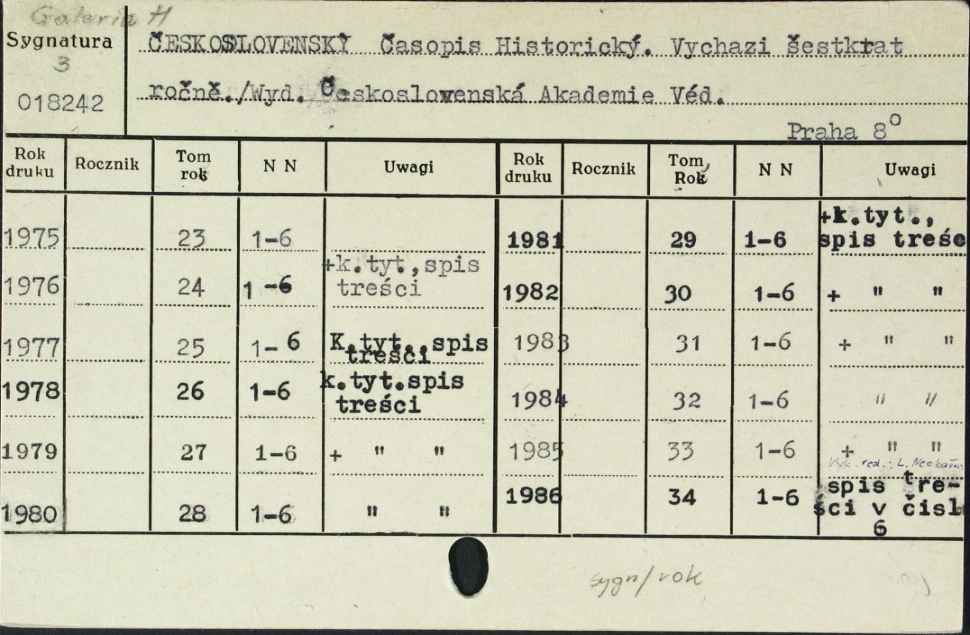 Galeria H
Sygnatura
3
018242
ČESKOSLOVENSKÝ Časopis Historický. Vychazi šestkrat
ročně./Wyd. Československá Akademie Véd.
Praha 8°
Rok druku Rocznik Tom rok N N Uwagi Rok druku Rocznik Tom Rok N N Uwagi
1975 23 1-6 1981 29 1-6 +k.tyt., spis treśc
1976 24 1-6 +k.tyt.,spis treści 1982 30 1-6 + " "
1977 25 1-6 K.tyt.,spis treści 1983 31 1-6 + " "
1978 26 1-6 k.tyt.spis treści 1984 32 1-6 " "
1979 27 1-6 + " " 1985 33 1-6 + " "
red. L.
1980 28 1-6 " " 1986 34 1-6 spis tre-
ści v čisl
6
sygn/rok